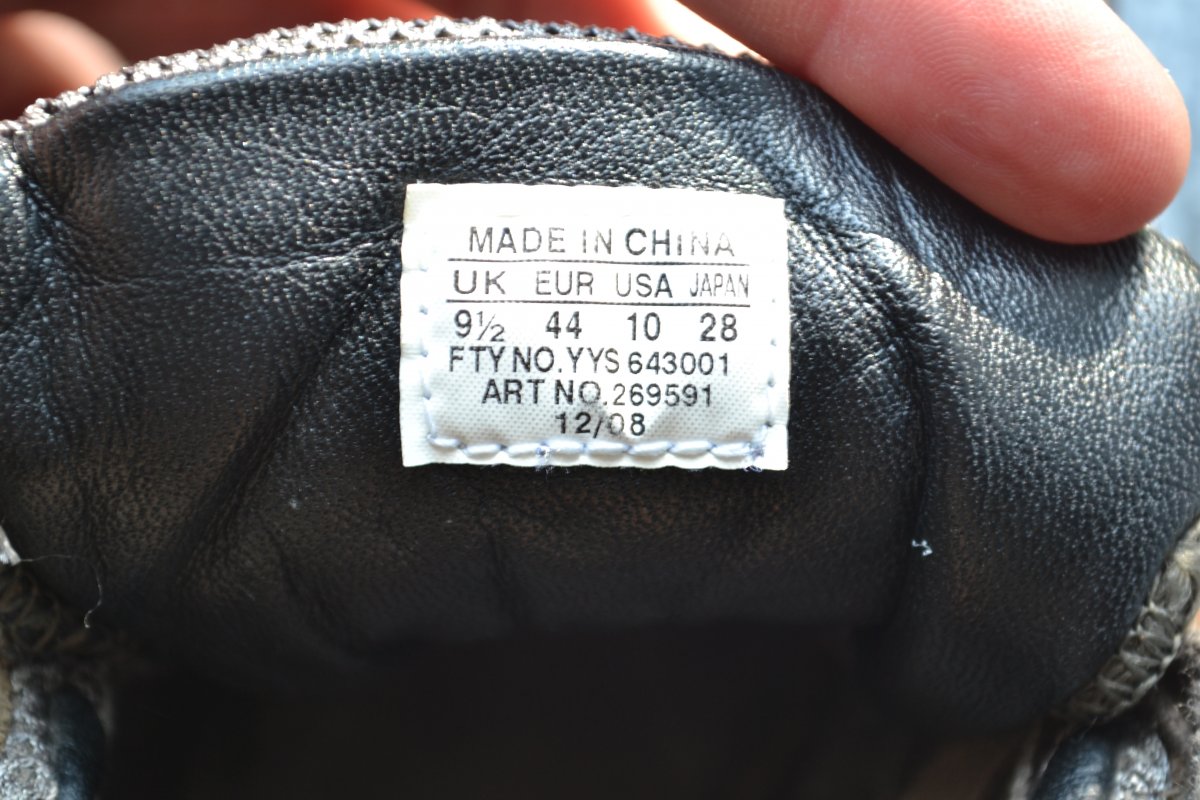 MADE IN CHINA
UK EUR USA JAPAN
9½ 44 10 28
FTY NO.YYS 643001
ART NO.269591
12/08